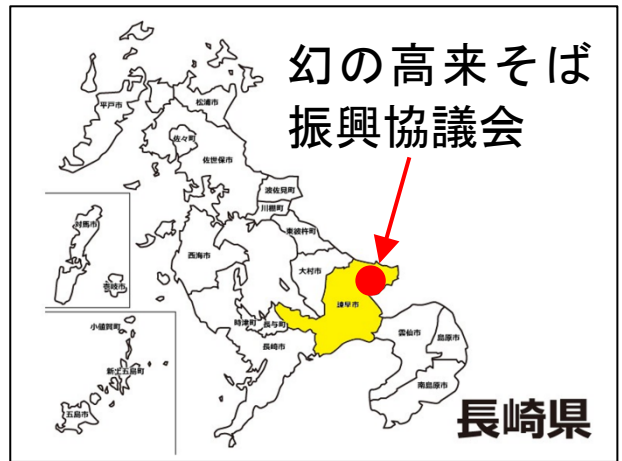 幻の高来そば
振興協議会
平戸市
松浦市
佐々町
佐世保市
波佐見町
川棚町
東彼杵町
対馬市
壱岐市
西海市
大村市
諫早市
小値賀町
時津町
長与町
長崎市
雲仙市
島原市
新上五島町
南島原市
五島市
長崎県